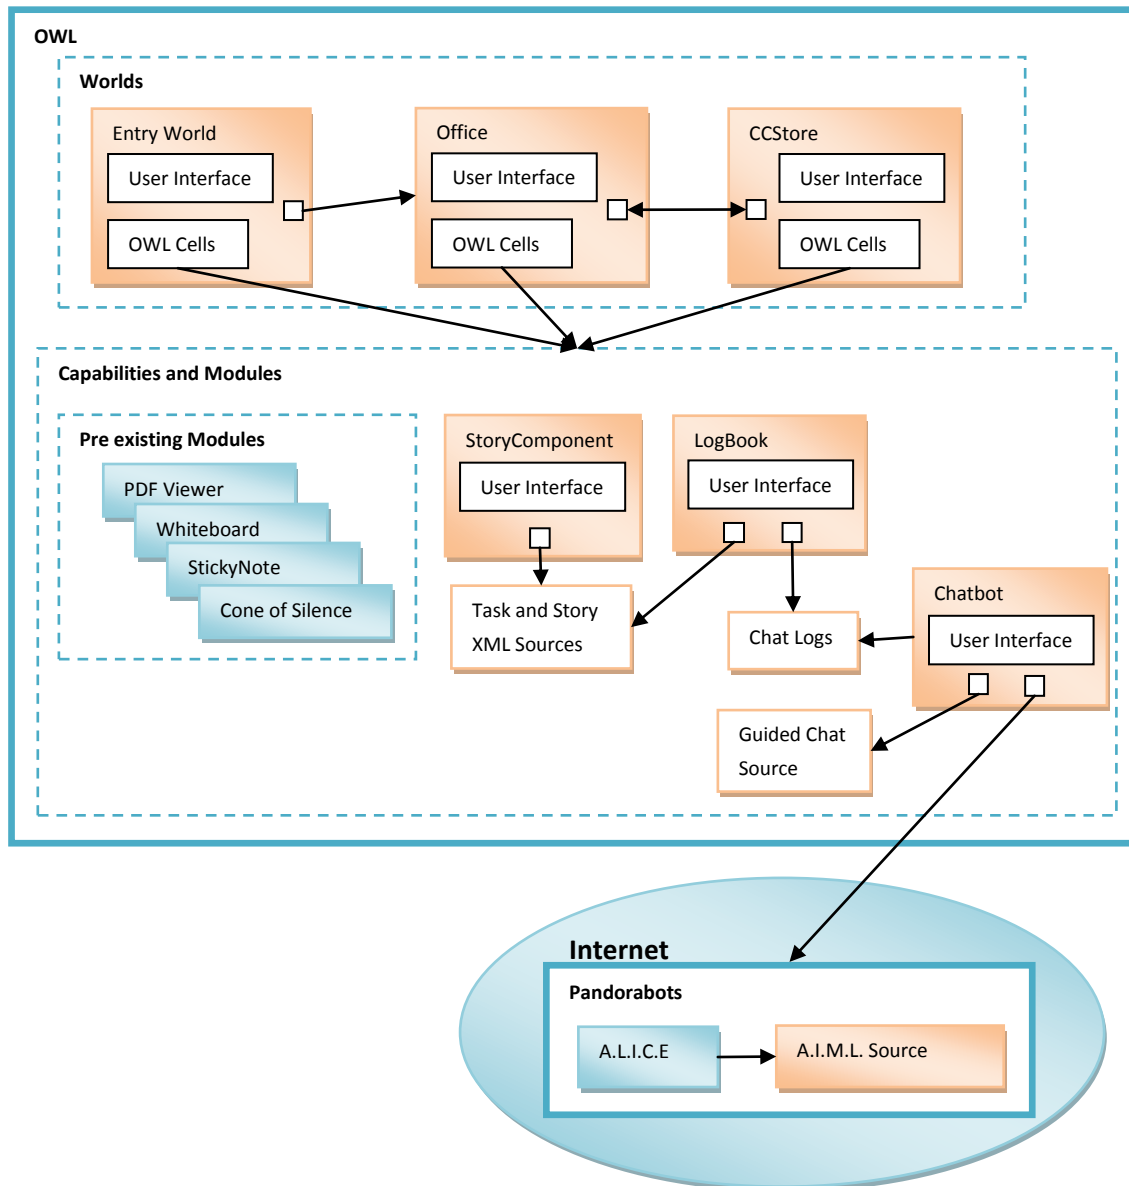 OWL
Worlds
Entry World
User Interface
OWL Cells
Office
User Interface
OWL Cells
CCStore
User Interface
OWL Cells
Capabilities and Modules
Pre existing Modules
PDF Viewer
Whiteboard
StickyNote
Cone of Silence
StoryComponent
User Interface
Task and Story
XML Sources
LogBook
User Interface
Chat Logs
Chatbot
User Interface
Guided Chat
Source
Internet
Pandorabots
A.L.I.C.E
A.I.M.L. Source